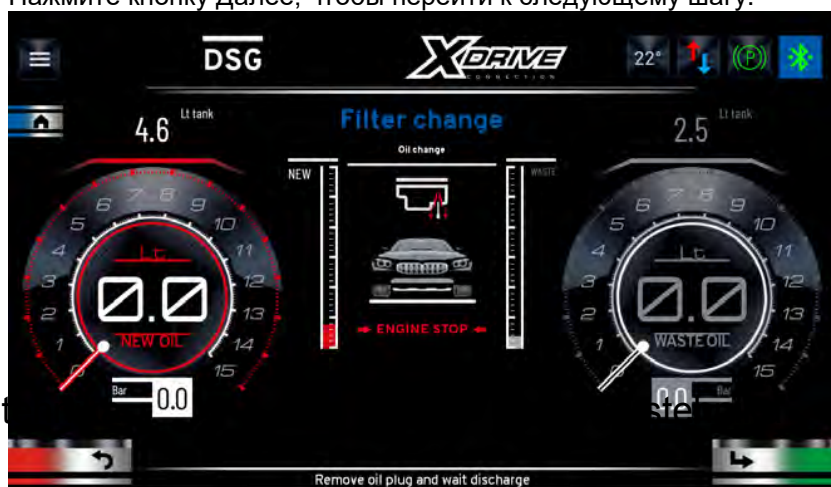 Нажмите кнопку Далее, чтобы перейти к следующему шагу.
DSG
XDRIVE
CONNECTION
22°
(P)
4.6 Lt tank
Filter change
2.5 Lt tank
Oil change
NEW
WASTE
0 1 2 3 4 5 6 7 8 9 10 11 12 13 14 15
Lt
0.0
NEW OIL
Bar 0.0
ENGINE STOP
0 1 2 3 4 5 6 7 8 9 10 11 12 13 14 15
Lt
0.0
WASTE OIL
0.0
Remove oil plug and wait discharge